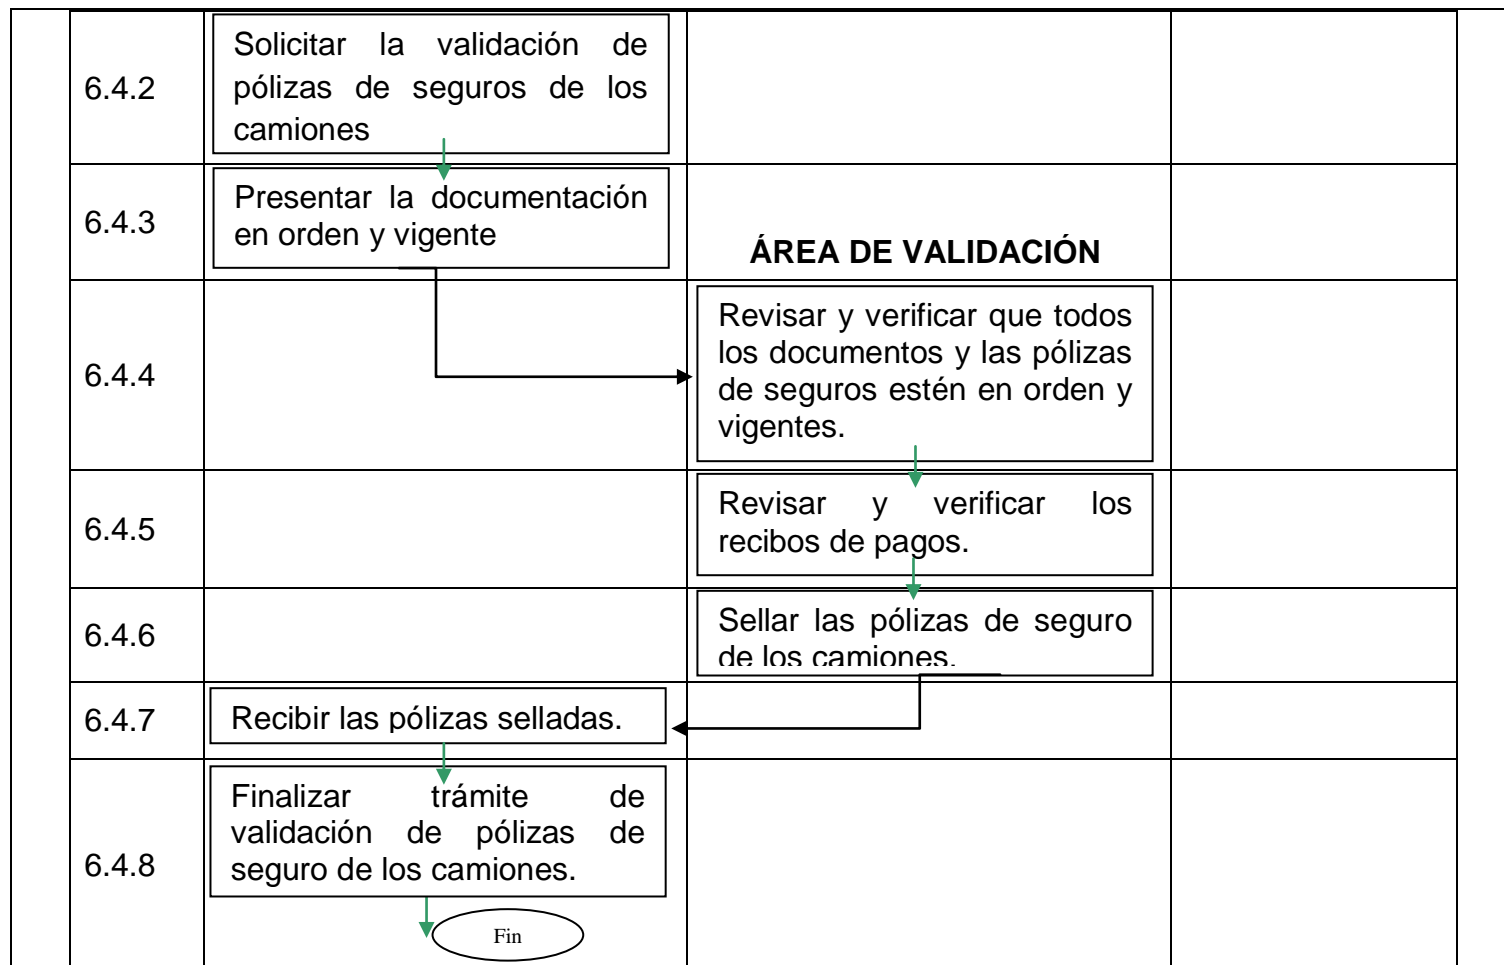 6.4.2
Solicitar la validación de
pólizas de seguros de los
camiones
6.4.3
Presentar la documentación
en orden y vigente
ÁREA DE VALIDACIÓN
6.4.4
Revisar y verificar que todos
los documentos y las pólizas
de seguros estén en orden y
vigentes.
6.4.5
Revisar y verificar los
recibos de pagos.
6.4.6
Sellar las pólizas de seguro
de los camiones.
6.4.7
Recibir las pólizas selladas.
6.4.8
Finalizar trámite de
validación de pólizas de
seguro de los camiones.
Fin